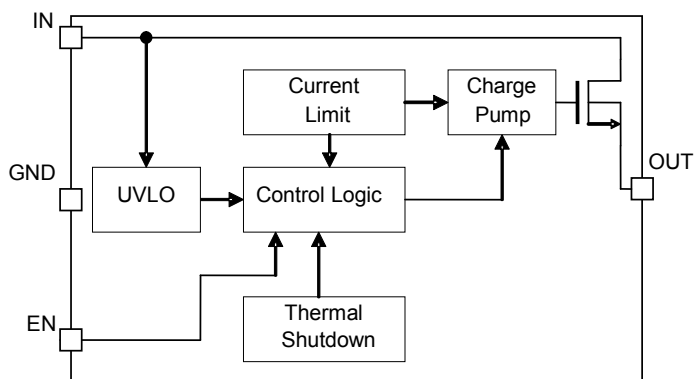 IN
Current
Limit
Charge
Pump
GND
UVLO
Control Logic
OUT
EN
Thermal
Shutdown